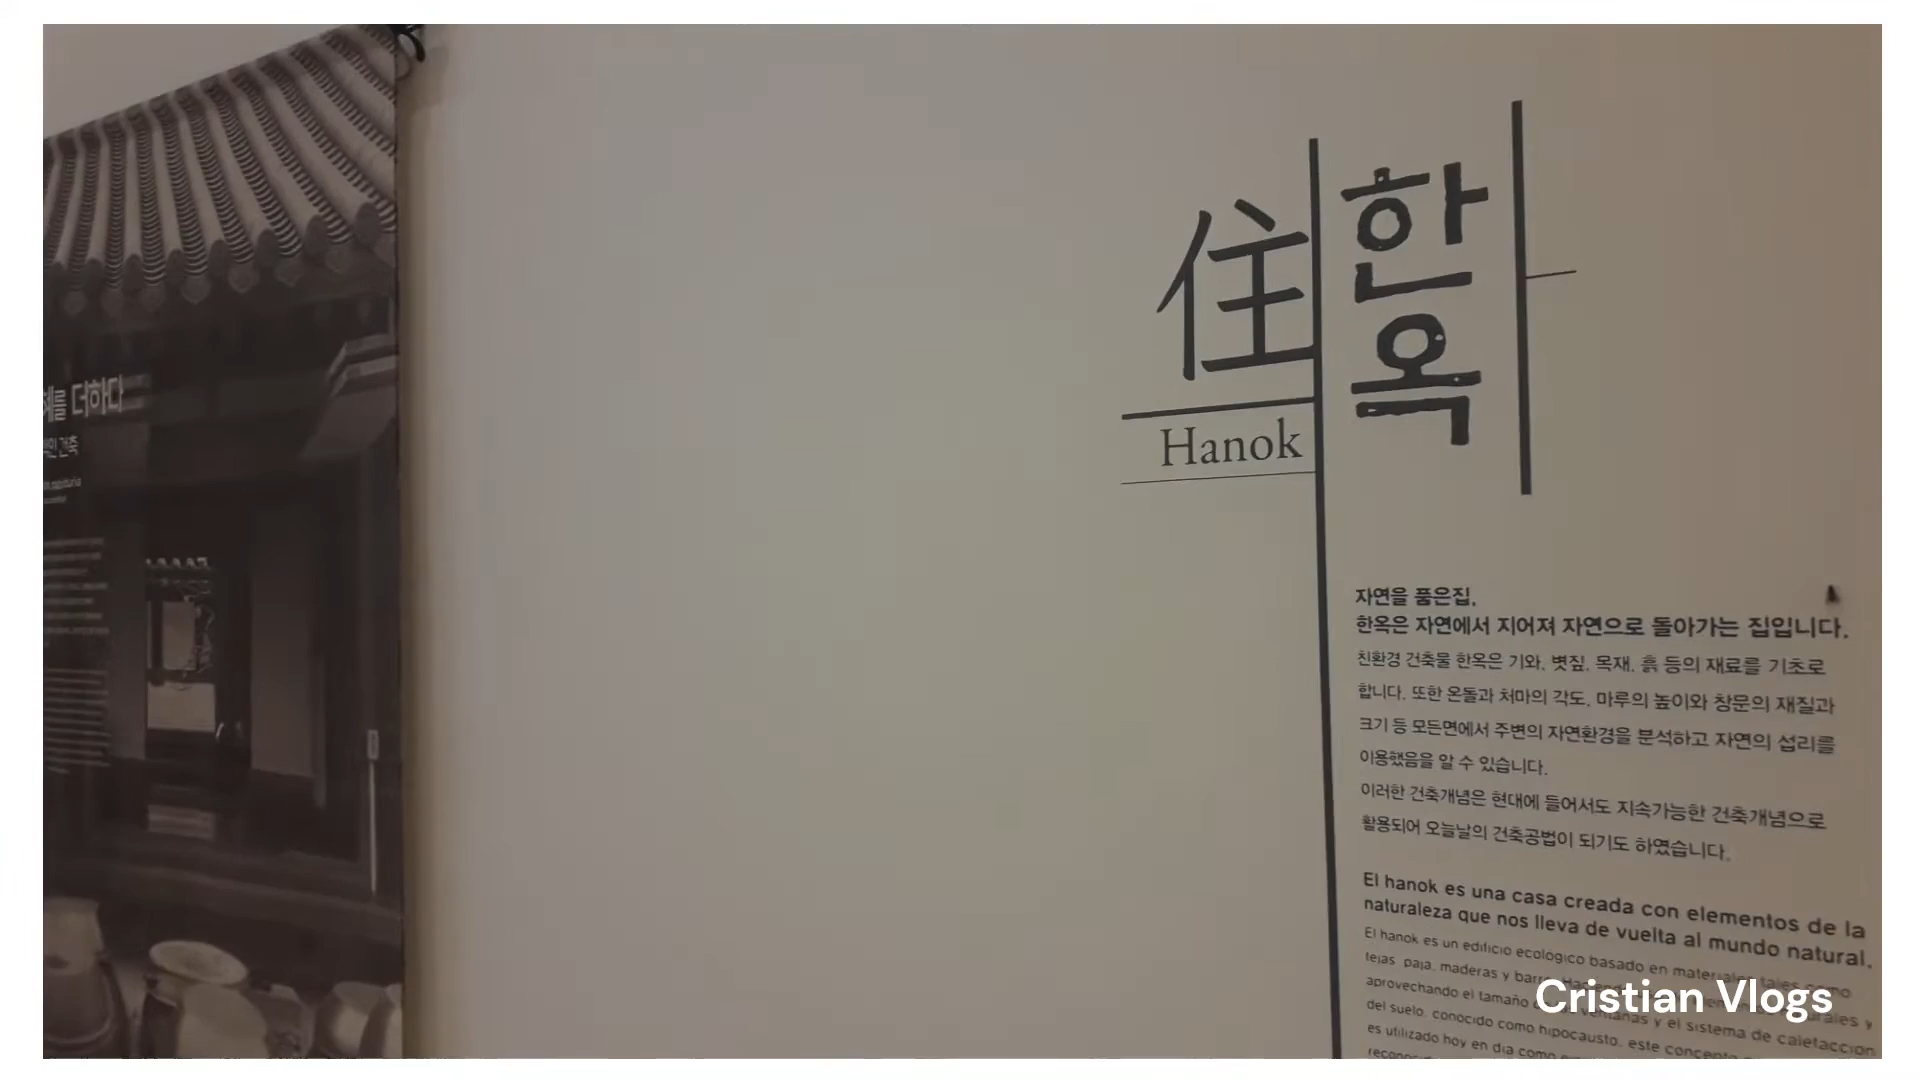 혜를 더하다
건축
住
한옥
Hanok
자연을 품은집,
한옥은 자연에서 지어져 자연으로 돌아가는 집입니다.
친환경 건축물 한옥은 기와, 볏짚, 목재, 흙 등의 재료를 기초로
합니다. 또한 온돌과 처마의 각도, 마루의 높이와 창문의 재질과
크기 등 모든면에서 주변의 자연환경을 분석하고 자연의 섭리를
이용했음을 알 수 있습니다.
이러한 건축개념은 현대에 들어서도 지속가능한 건축개념으로
활용되어 오늘날의 건축공법이 되기도 하였습니다.
El hanok es una casa creada con elementos de la
naturaleza que nos lleva de vuelta al mundo natural.
El hanok es un edificio ecológico basado en materiales tales como
tejas, paja, maderas y
aprovechando el tamaño ventanas y el sistema de calefacción
del suelo, conocido como hipocausto, este concepto
es utilizado hoy en día como
Cristian Vlogs